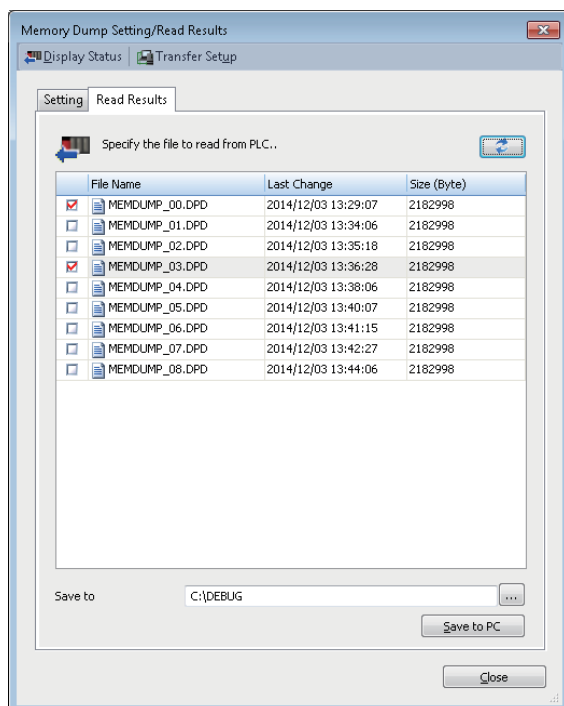 Memory Dump Setting/Read Results
Display Status Transfer Setup
Setting Read Results
Specify the file to read from PLC..
File Name Last Change Size (Byte)
MEMDUMP_00.DPD 2014/12/03 13:29:07 2182998
MEMDUMP_01.DPD 2014/12/03 13:34:06 2182998
MEMDUMP_02.DPD 2014/12/03 13:35:18 2182998
MEMDUMP_03.DPD 2014/12/03 13:36:28 2182998
MEMDUMP_04.DPD 2014/12/03 13:38:06 2182998
MEMDUMP_05.DPD 2014/12/03 13:40:07 2182998
MEMDUMP_06.DPD 2014/12/03 13:41:15 2182998
MEMDUMP_07.DPD 2014/12/03 13:42:27 2182998
MEMDUMP_08.DPD 2014/12/03 13:44:06 2182998
Save to C:\DEBUG ...
Save to PC
Close